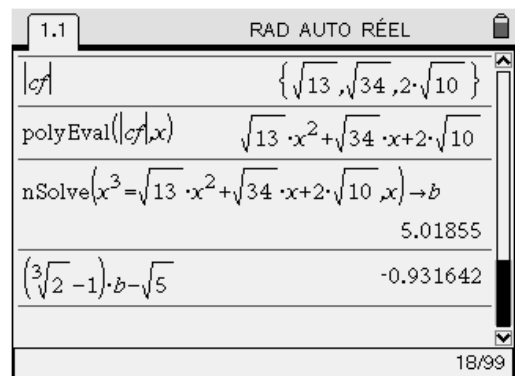 1.1 RAD AUTO RÉEL
|cf| {√13 ,√34 ,2·√10 }
polyEval(|cf|,x) √13 ·x²+√34 ·x+2·√10
nSolve(x³=√13 ·x²+√34 ·x+2·√10 ,x)→b
5.01855
(³√2 -1)·b-√5 -0.931642
18/99